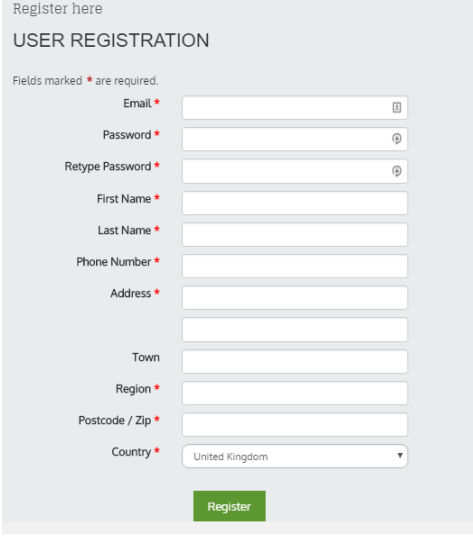 Register here
USER REGISTRATION
Fields marked * are required.
Email *
Password *
Retype Password *
First Name *
Last Name *
Phone Number *
Address *
Town
Region *
Postcode / Zip *
Country *
United Kingdom
Register